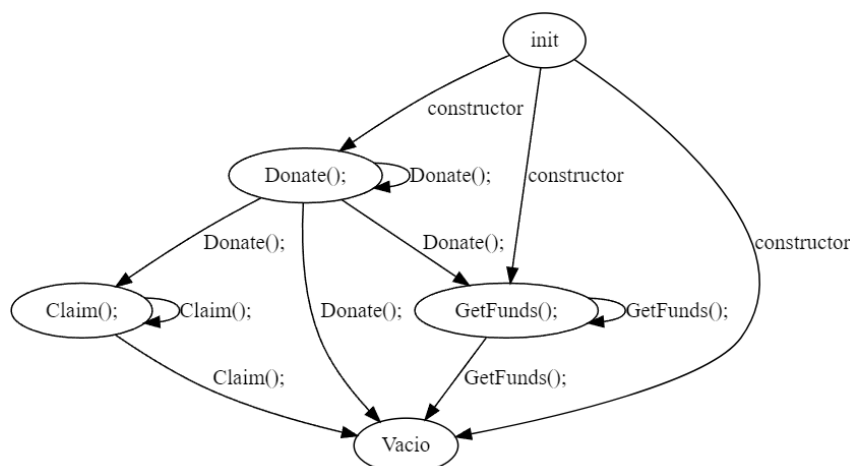 init
constructor
Donate();
Donate();
constructor
Donate();
Donate();
constructor
Claim();
Claim();
Donate();
GetFunds();
GetFunds();
Claim();
GetFunds();
Vacio